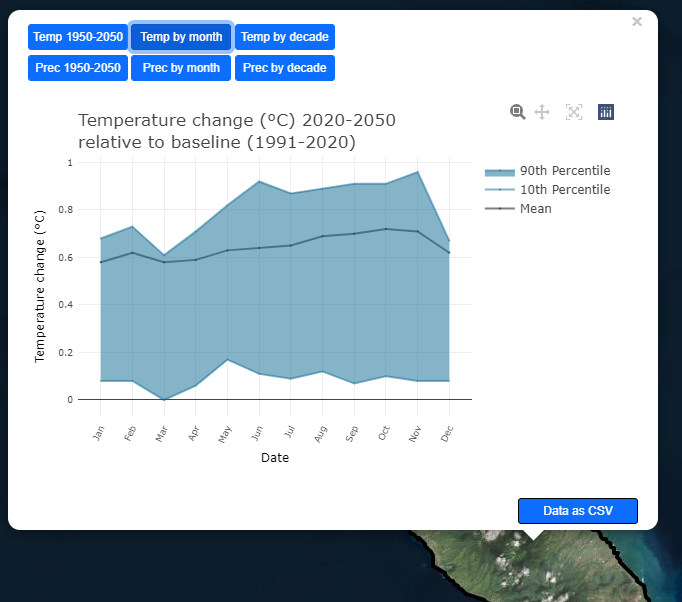 ×
Temp 1950-2050
Temp by month
Temp by decade
Prec 1950-2050
Prec by month
Prec by decade
Temperature change (°C) 2020-2050
relative to baseline (1991-2020)
90th Percentile
10th Percentile
Mean
Temperature change (°C)
1
0.8
0.6
0.4
0.2
0
Jan
Feb
Mar
Apr
May
Jun
Jul
Aug
Sep
Oct
Nov
Dec
Date
Data as CSV